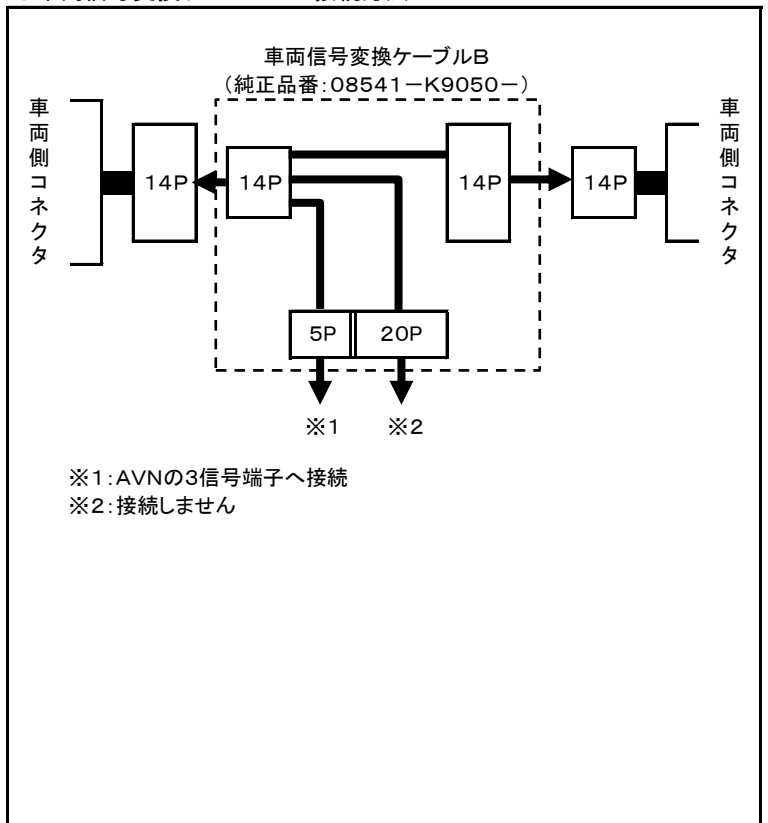 車両信号変換ケーブルB
(純正品番:08541－K9050－)
車両側コネクタ
14P
14P
14P
14P
車両側コネクタ
5P
20P
※1
※2
※1:AVNの3信号端子へ接続
※2:接続しません